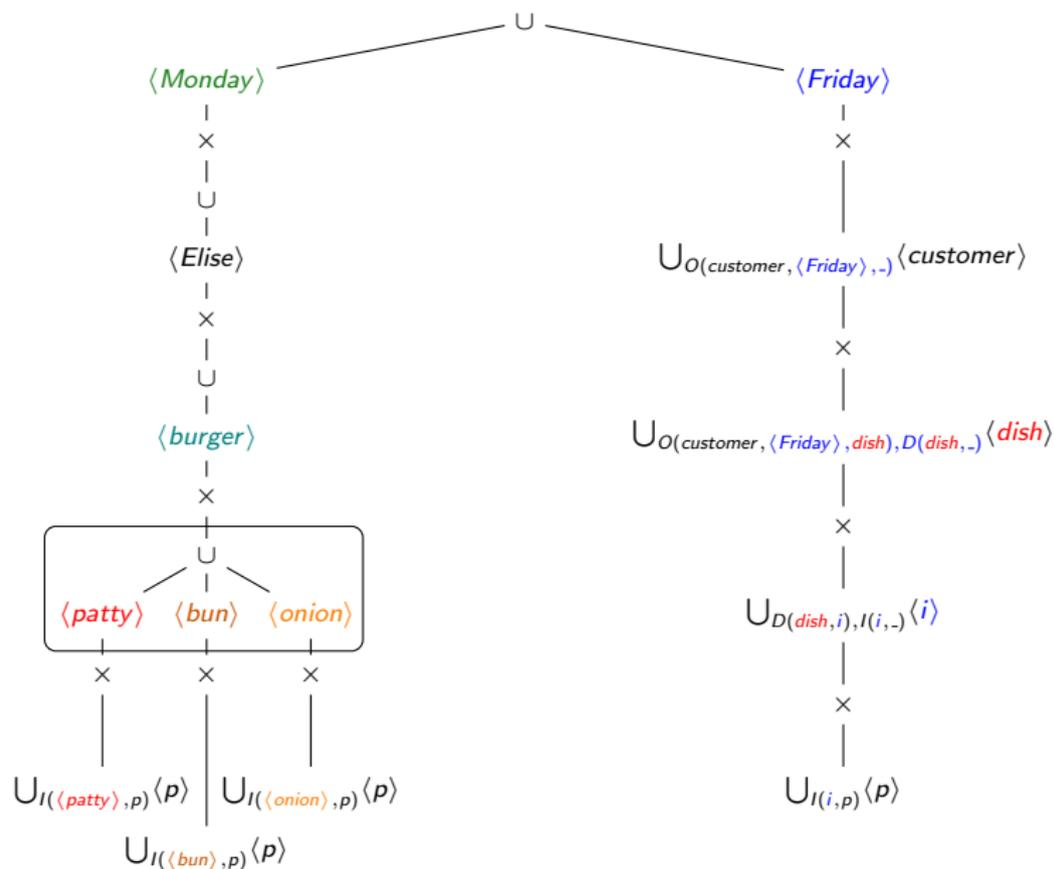 ∪
⟨Monday⟩ ⟨Friday⟩
× ×
∪
⟨Elise⟩ ⋃O(customer,⟨Friday⟩,_)⟨customer⟩
×
×
∪
⟨burger⟩ ⋃O(customer,⟨Friday⟩,dish),D(dish,_)⟨dish⟩
×
×
∪
⟨patty⟩ ⟨bun⟩ ⟨onion⟩ ⋃D(dish,i),I(i,_)⟨i⟩
× × ×
×
⋃I(⟨patty⟩,p)⟨p⟩ ⋃I(⟨onion⟩,p)⟨p⟩ ⋃I(i,p)⟨p⟩
⋃I(⟨bun⟩,p)⟨p⟩